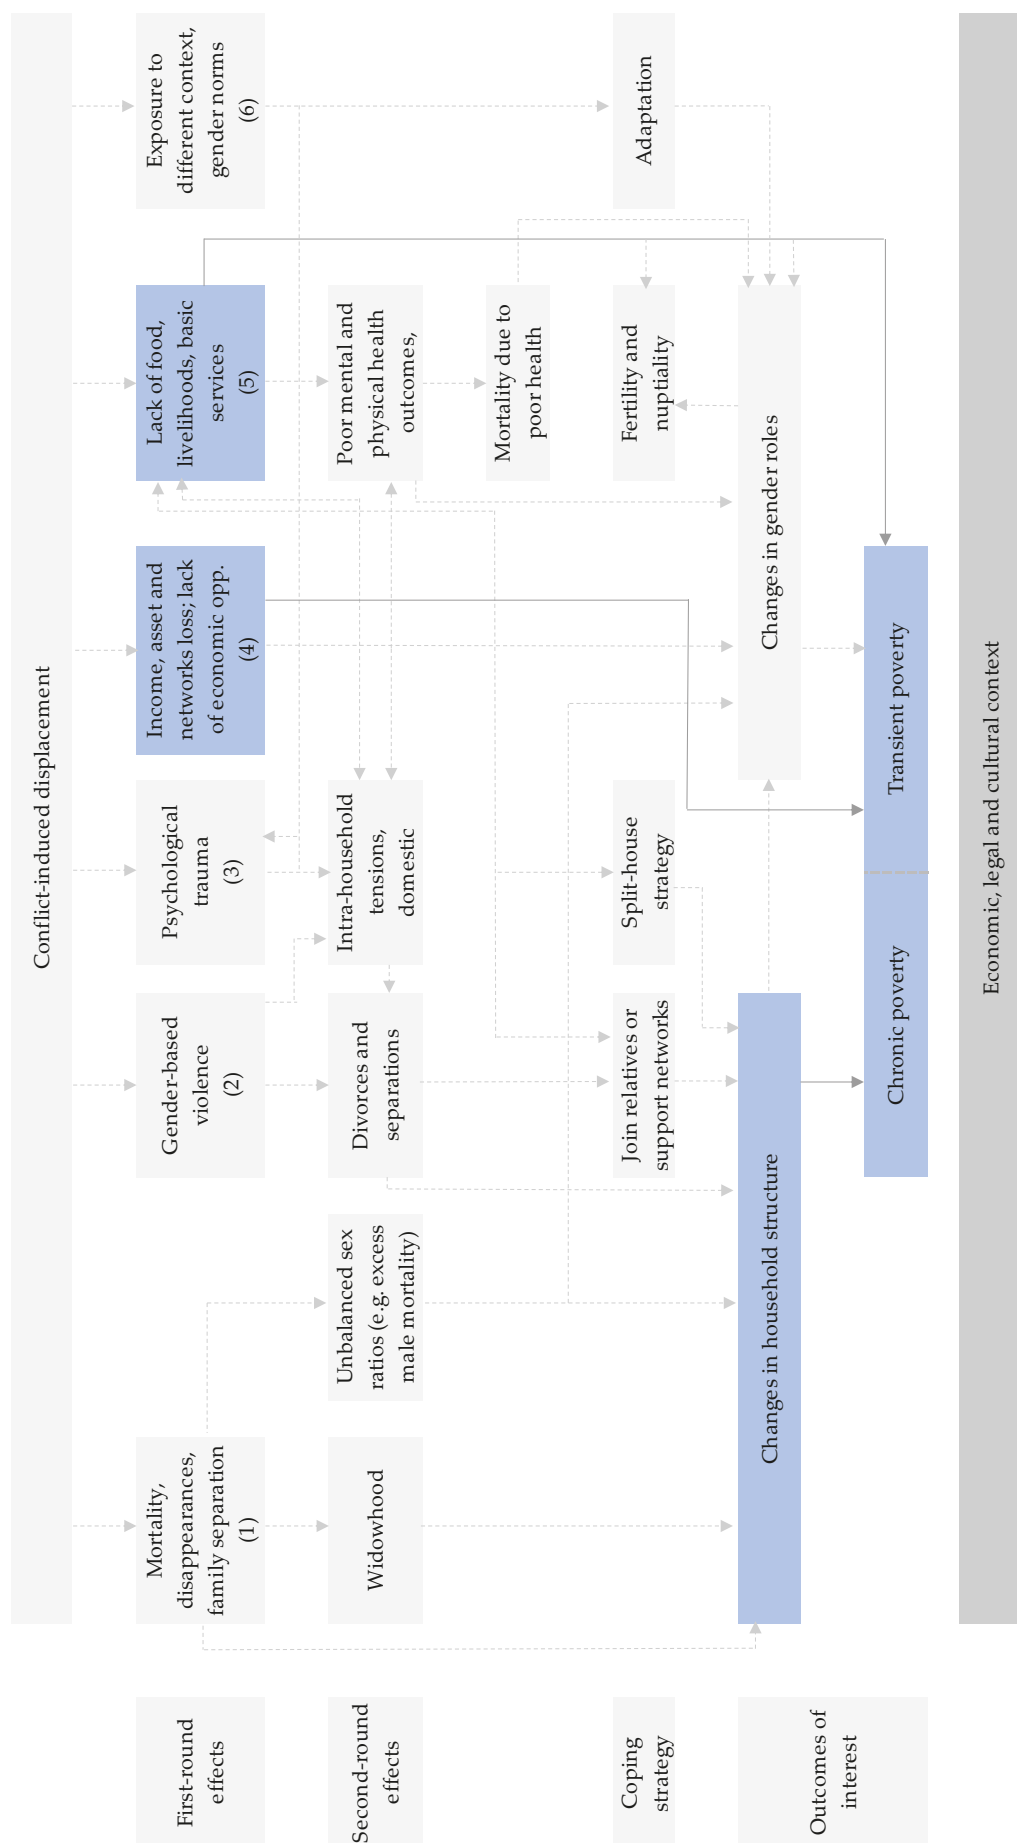 Conflict-induced displacement
First-round
effects
Mortality,
disappearances,
family separation
(1)
Gender-based
violence
(2)
Psychological
trauma
(3)
Income, asset and
networks loss; lack
of economic opp.
(4)
Lack of food,
livelihoods, basic
services
(5)
Exposure to
different context,
gender norms
(6)
Second-round
effects
Widowhood
Unbalanced sex
ratios (e.g. excess
male mortality)
Divorces and
separations
Intra-household
tensions,
domestic
Poor mental and
physical health
outcomes,
Mortality due to
poor health
Coping
strategy
Join relatives or
support networks
Split-house
strategy
Fertility and
nuptiality
Adaptation
Outcomes of
interest
Changes in household structure
Changes in gender roles
Chronic poverty
Transient poverty
Economic, legal and cultural context